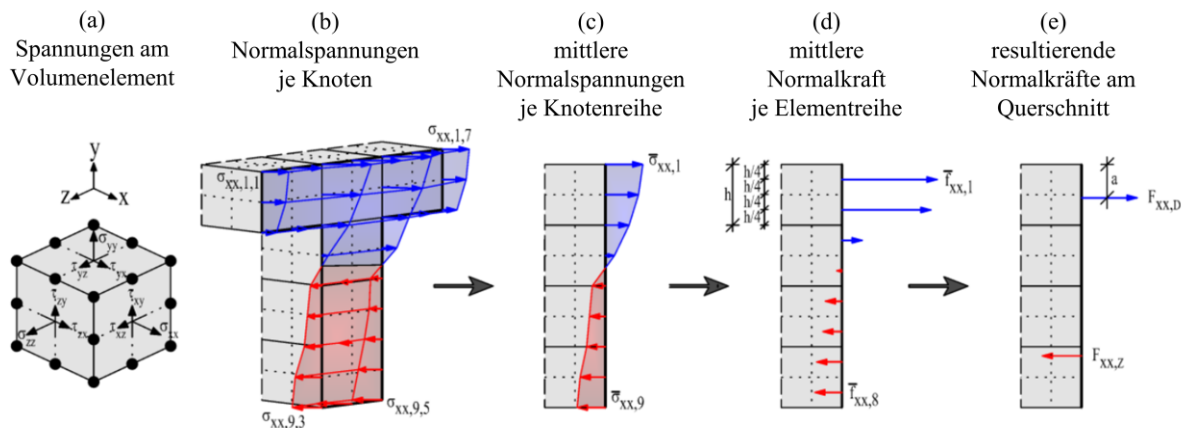 (a)
Spannungen am
Volumenelement
(b)
Normalspannungen
je Knoten
(c)
mittlere
Normalspannungen
je Knotenreihe
(d)
mittlere
Normalkraft
je Elementreihe
(e)
resultierende
Normalkräfte am
Querschnitt
y
z x
σyy
τyz τyx
τzy τxy
σzz τzx τxz σxx
σxx,1,7
σxx,1,1
σxx,9,3
σxx,9,5
σ̅xx,1
σ̅xx,9
h
h/4
h/4
h/4
h/4
f̅xx,1
f̅xx,8
a
Fxx,D
Fxx,Z